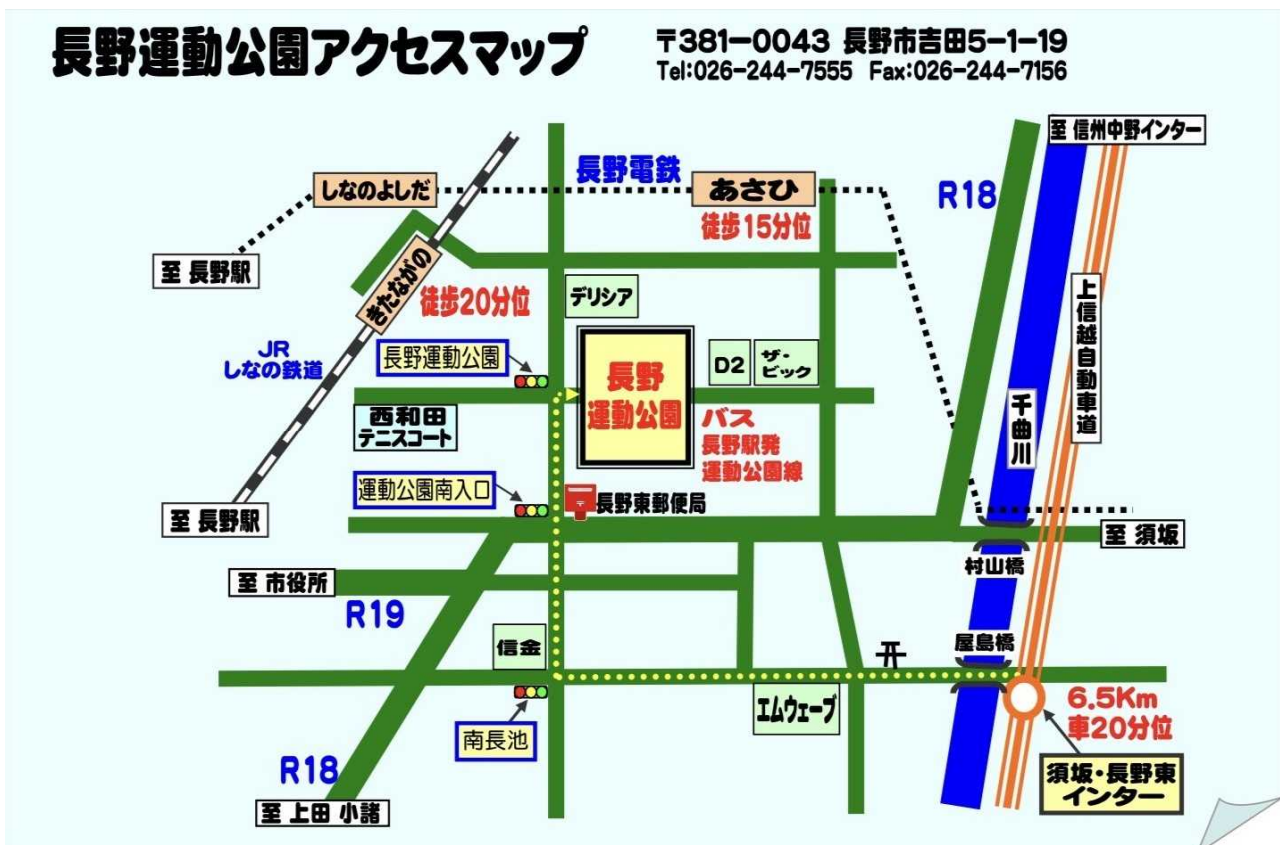 長野運動公園アクセスマップ
〒381-0043 長野市吉田5-1-19
Tel:026-244-7555 Fax:026-244-7156
至 信州中野インター
長野電鉄
しなのよしだ
あさひ
R18
徒歩15分位
至 長野駅
きたながの
徒歩20分位
デリシア
上信越自動車道
JR
しなの鉄道
長野運動公園
長野
運動公園
D2
ザ・
ビック
千曲川
西和田
テニスコート
バス
長野駅発
運動公園線
運動公園南入口
〒
長野東郵便局
至 長野駅
至 須坂
村山橋
至 市役所
R19
信金
屋島橋
エムウェーブ
6.5Km
車20分位
南長池
R18
須坂・長野東
インター
至 上田 小諸